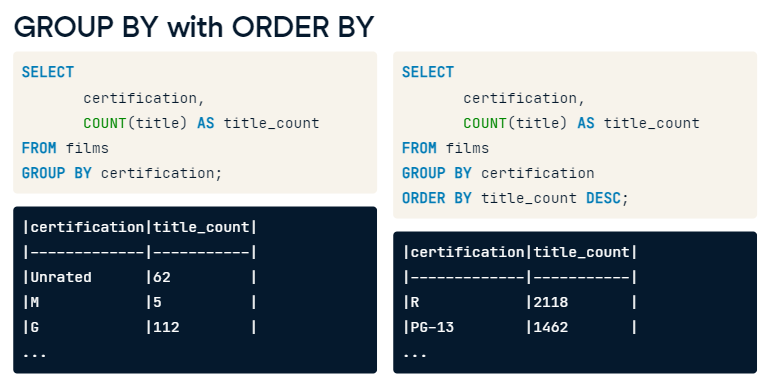 GROUP BY with ORDER BY
SELECT
certification,
COUNT(title) AS title_count
FROM films
GROUP BY certification;
|certification|title_count|
|-------------|-----------|
|Unrated      |62         |
|M            |5          |
|G            |112        |
...
SELECT
certification,
COUNT(title) AS title_count
FROM films
GROUP BY certification
ORDER BY title_count DESC;
|certification|title_count|
|-------------|-----------|
|R            |2118       |
|PG-13        |1462       |
...